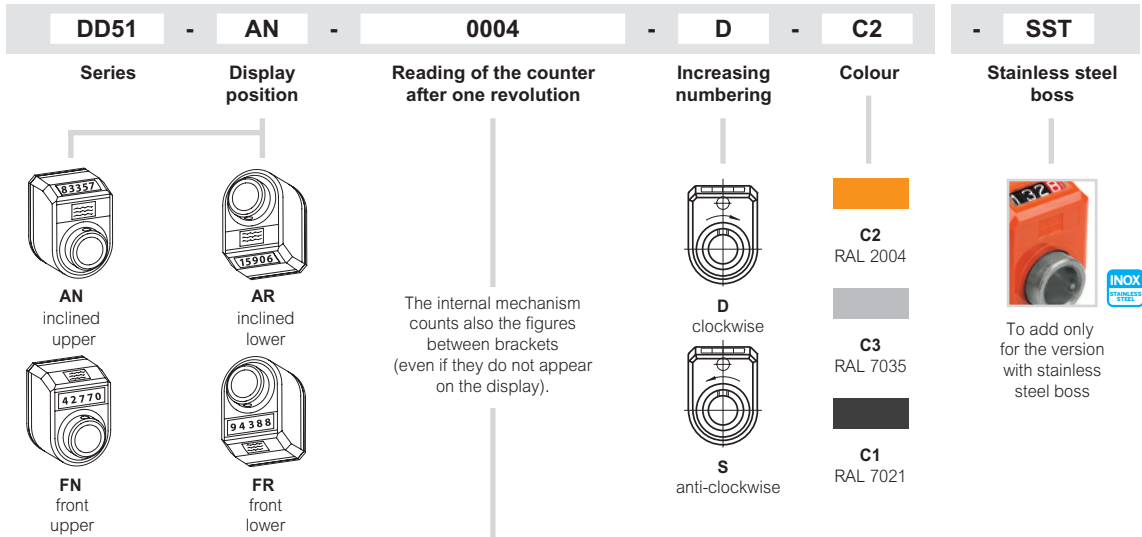 DD51 - AN - 0004 - D - C2 - SST
Series
Display
position
Reading of the counter
after one revolution
Increasing
numbering
Colour
Stainless steel
boss
83357
AN
inclined
upper
15906
AR
inclined
lower
42770
FN
front
upper
94388
FR
front
lower
The internal mechanism
counts also the figures
between brackets
(even if they do not appear
on the display).
D
clockwise
S
anti-clockwise
C2
RAL 2004
C3
RAL 7035
C1
RAL 7021
INOX
STAINLESS
STEEL
To add only
for the version
with stainless
steel boss